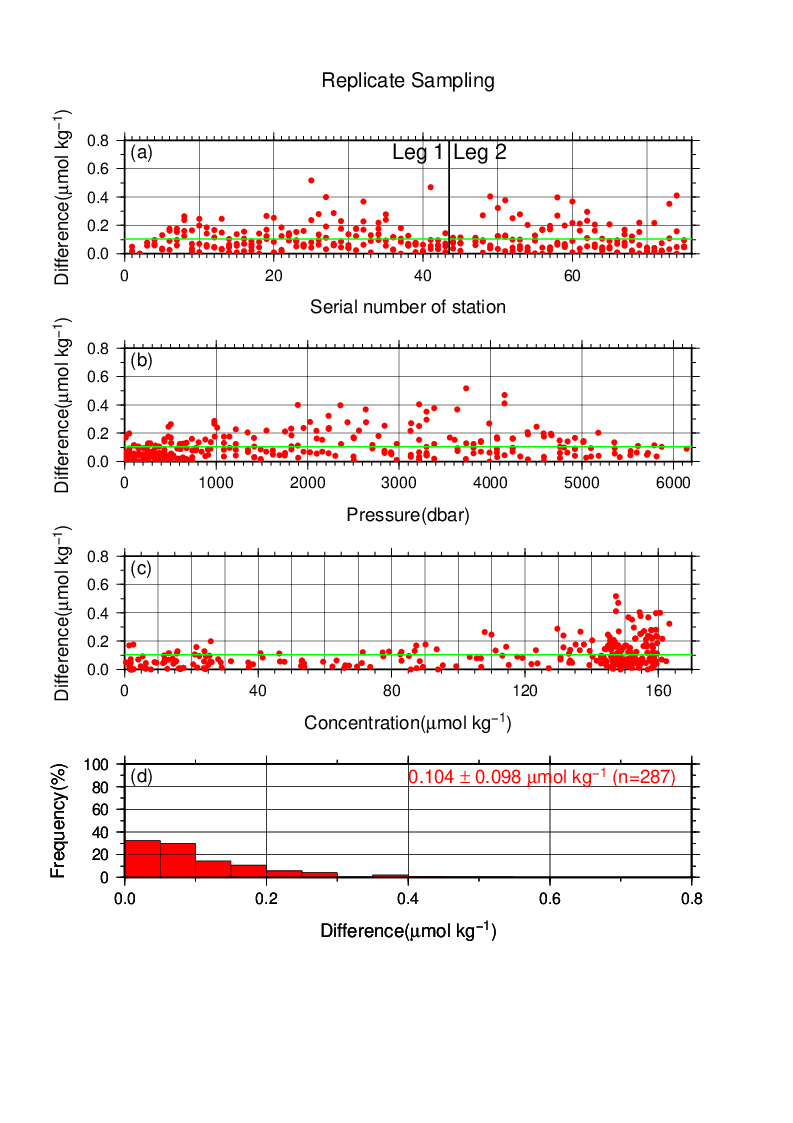 Replicate Sampling
Difference(μmol kg⁻¹)
0.8
0.6
0.4
0.2
0.0
(a)
Leg 1
Leg 2
0 20 40 60
Serial number of station
Difference(μmol kg⁻¹)
0.8
0.6
0.4
0.2
0.0
(b)
0 1000 2000 3000 4000 5000 6000
Pressure(dbar)
Difference(μmol kg⁻¹)
0.8
0.6
0.4
0.2
0.0
(c)
0 40 80 120 160
Concentration(μmol kg⁻¹)
Frequency(%)
100
80
60
40
20
0
(d)
0.104 ± 0.098 μmol kg⁻¹ (n=287)
0.0 0.2 0.4 0.6 0.8
Difference(μmol kg⁻¹)